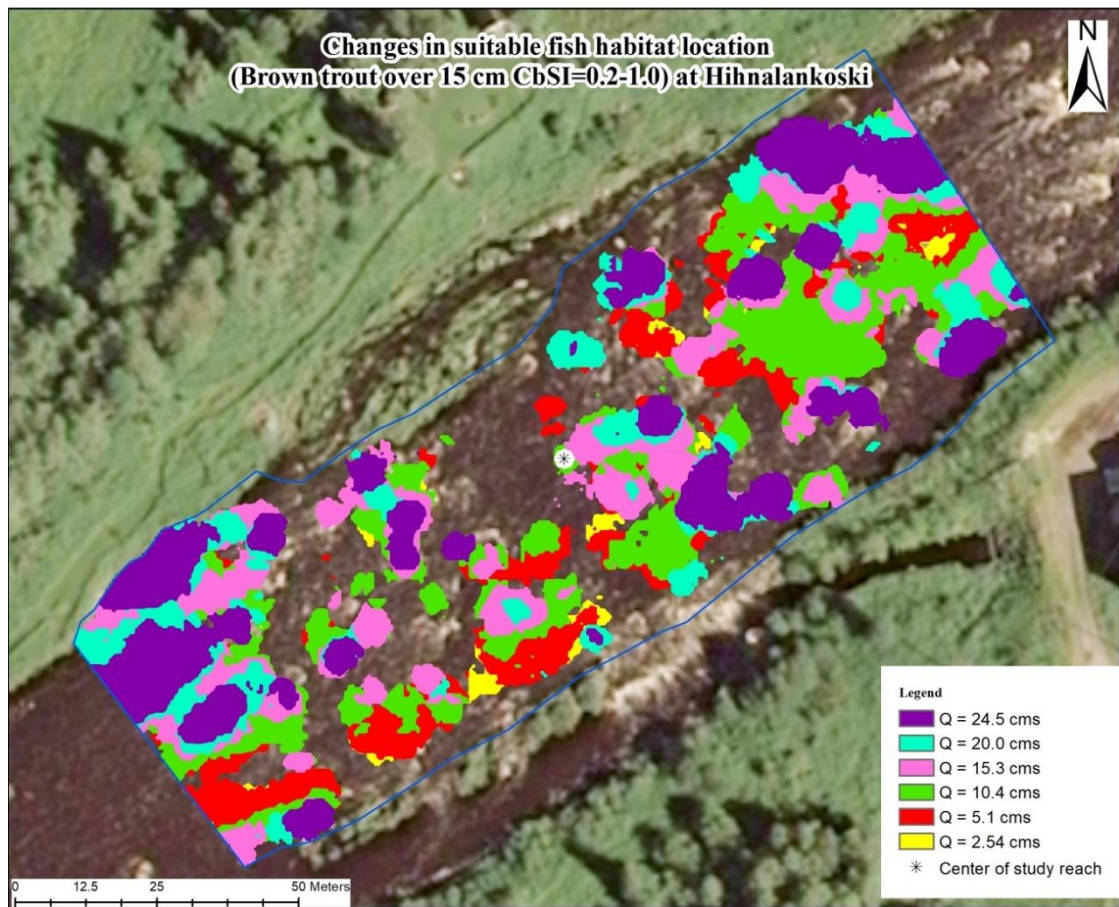 Changes in suitable fish habitat location
(Brown trout over 15 cm CbSI=0.2-1.0) at Hihnalankoski
N
Legend
Q = 24.5 cms
Q = 20.0 cms
Q = 15.3 cms
Q = 10.4 cms
Q = 5.1 cms
Q = 2.54 cms
Center of study reach
0 12.5 25 50 Meters